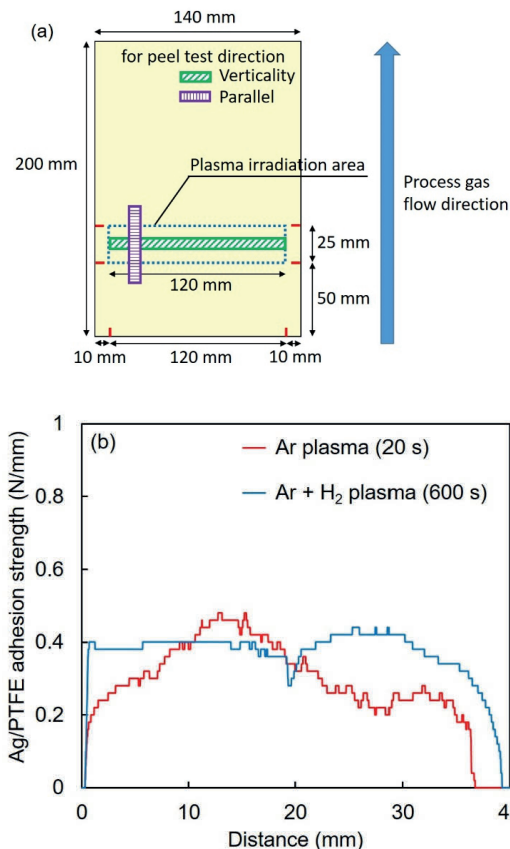 (a)
140 mm
for peel test direction
Verticality
Parallel
200 mm
Plasma irradiation area
Process gas
flow direction
25 mm
120 mm
50 mm
10 mm
120 mm
10 mm
(b)
Ar plasma (20 s)
Ar + H₂ plasma (600 s)
Ag/PTFE adhesion strength (N/mm)
1
0.8
0.6
0.4
0.2
0
0
10
20
30
4
Distance (mm)